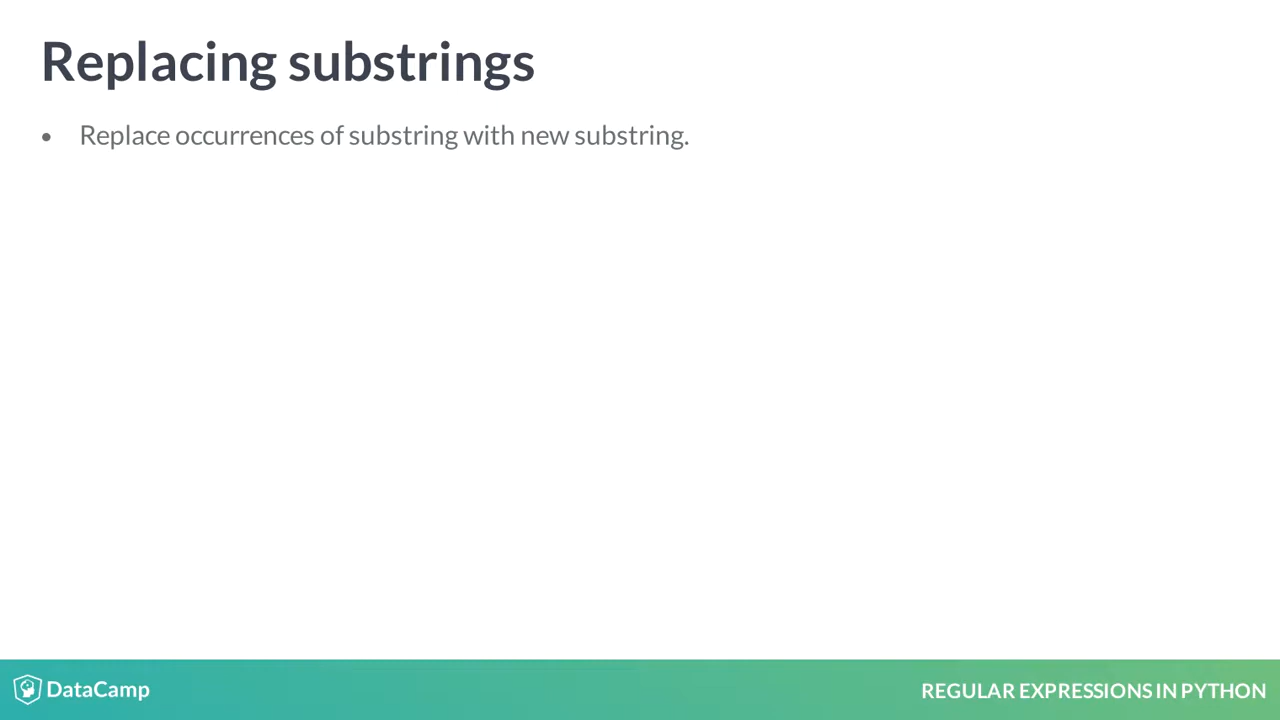 Replacing substrings
• Replace occurrences of substring with new substring.
DataCamp
REGULAR EXPRESSIONS IN PYTHON